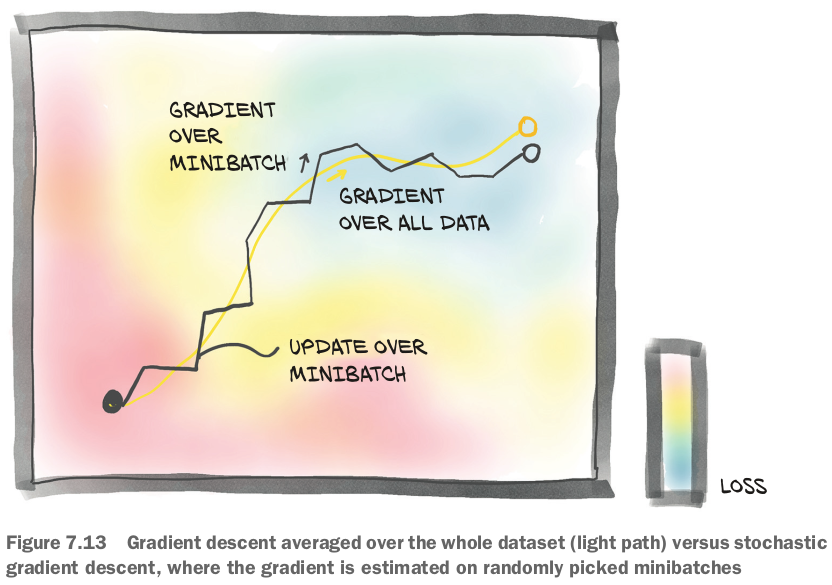 GRADIENT
OVER
MINIBATCH
GRADIENT
OVER ALL DATA
UPDATE OVER
MINIBATCH
LOSS
Figure 7.13 Gradient descent averaged over the whole dataset (light path) versus stochastic
gradient descent, where the gradient is estimated on randomly picked minibatches